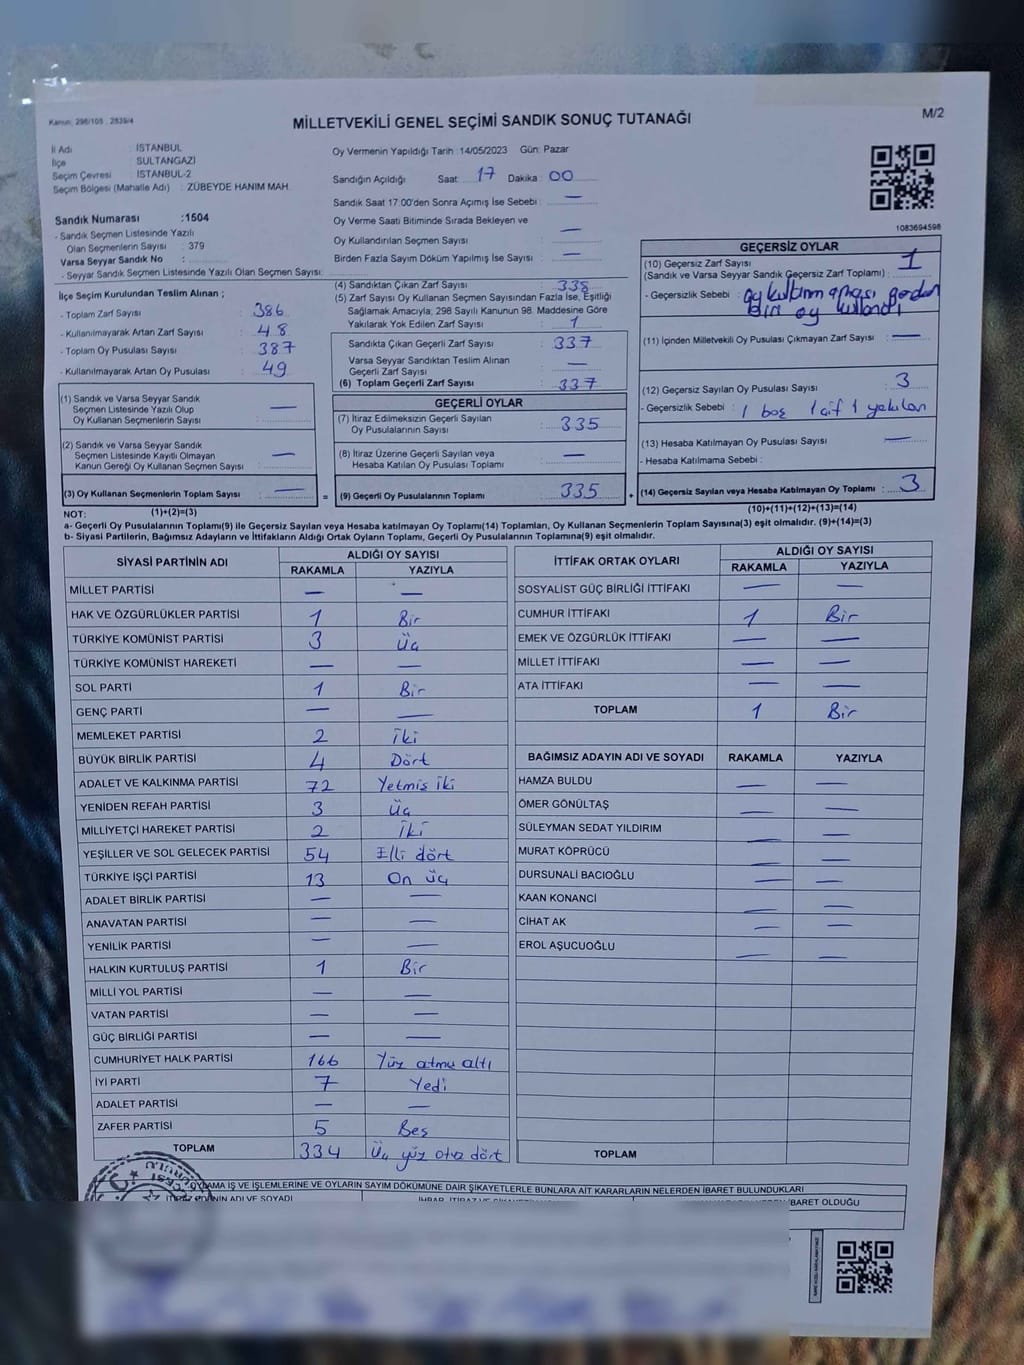 Kanun: 298/105 , 2839/4
MİLLETVEKİLİ GENEL SEÇİMİ SANDIK SONUÇ TUTANAĞI
M/2
İl Adı : İSTANBUL
İlçe : SULTANGAZİ
Seçim Çevresi : İSTANBUL-2
Seçim Bölgesi (Mahalle Adı) : ZÜBEYDE HANIM MAH.
Sandık Numarası :1504
- Sandık Seçmen Listesinde Yazılı
Olan Seçmenlerin Sayısı : 379
Varsa Seyyar Sandık No :
- Seyyar Sandık Seçmen Listesinde Yazılı Olan Seçmen Sayısı:
Oy Vermenin Yapıldığı Tarih :14/05/2023 Gün: Pazar
Sandığın Açıldığı Saat: 17 Dakika : 00
Sandık Saat 17:00'den Sonra Açımış İse Sebebi : —
Oy Verme Saati Bitiminde Sırada Bekleyen ve
Oy Kullandırılan Seçmen Sayısı : —
Birden Fazla Sayım Doküm Yapılmış İse Sayısı : —
1083694598
İlçe Seçim Kurulundan Teslim Alınan ;
- Toplam Zarf Sayısı : 386
- Kullanılmayarak Artan Zarf Sayısı : 48
- Toplam Oy Pusulası Sayısı : 387
- Kullanılmayarak Artan Oy Pusulası : 49
(4) Sandıktan Çıkan Zarf Sayısı : 338
(5) Zarf Sayısı Oy Kullanan Seçmen Sayısından Fazla İse, Eşitliği
Sağlamak Amacıyla; 298 Sayılı Kanunun 98. Maddesine Göre
Yakılarak Yok Edilen Zarf Sayısı : 1
Sandıkta Çıkan Geçerli Zarf Sayısı : 337
Varsa Seyyar Sandıktan Teslim Alınan
Geçerli Zarf Sayısı : —
(6) Toplam Geçerli Zarf Sayısı : 337
GEÇERSİZ OYLAR
(10) Geçersiz Zarf Sayısı
(Sandık ve Varsa Seyyar Sandık Geçersiz Zarf Toplamı) : 1
- Geçersizlik Sebebi : oy kullanım
biri oy kullandı
(11) İçinden Milletvekili Oy Pusulası Çıkmayan Zarf Sayısı : —
(12) Geçersiz Sayılan Oy Pusulası Sayısı : 3
- Geçersizlik Sebebi : 1 boş 1 çift 1 yakılan
(13) Hesaba Katılmayan Oy Pusulası Sayısı : —
- Hesaba Katılmama Sebebi :
(14) Geçersiz Sayılan veya Hesaba Katılmayan Oy Toplamı : 3
(1) Sandık ve Varsa Seyyar Sandık
Seçmen Listesinde Yazılı Olup
Oy Kullanan Seçmenlerin Sayısı : —
(2) Sandık ve Varsa Seyyar Sandık
Seçmen Listesinde Kayıtlı Olmayan
Kanun Gereği Oy Kullanan Seçmen Sayısı : —
(3) Oy Kullanan Seçmenlerin Toplam Sayısı : — =
GEÇERLİ OYLAR
(7) İtiraz Edilmeksizin Geçerli Sayılan
Oy Pusulalarının Sayısı : 335
(8) İtiraz Üzerine Geçerli Sayılan veya
Hesaba Katılan Oy Pusulası Toplamı : —
(9) Geçerli Oy Pusulalarının Toplamı : 335 +
NOT: (1)+(2)=(3) (10)+(11)+(12)+(13)=(14)
a- Geçerli Oy Pusulalarının Toplamı(9) ile Geçersiz Sayılan veya Hesaba katılmayan Oy Toplamı(14) Toplamları, Oy Kullanan Seçmenlerin Toplam Sayısına(3) eşit olmalıdır. (9)+(14)=(3)
b- Siyasi Partilerin, Bağımsız Adayların ve İttifakların Aldığı Ortak Oyların Toplamı, Geçerli Oy Pusulalarının Toplamına(9) eşit olmalıdır.
SİYASİ PARTİNİN ADI ALDIĞI OY SAYISI
RAKAMLA YAZIYLA
MİLLET PARTİSİ — —
HAK VE ÖZGÜRLÜKLER PARTİSİ 1 Bir
TÜRKİYE KOMÜNİST PARTİSİ 3 Üç
TÜRKİYE KOMÜNİST HAREKETİ — —
SOL PARTİ 1 Bir
GENÇ PARTİ — —
MEMLEKET PARTİSİ 2 İki
BÜYÜK BİRLİK PARTİSİ 4 Dört
ADALET VE KALKINMA PARTİSİ 72 Yetmiş iki
YENİDEN REFAH PARTİSİ 3 Üç
MİLLİYETÇİ HAREKET PARTİSİ 2 İki
YEŞİLLER VE SOL GELECEK PARTİSİ 54 Elli dört
TÜRKİYE İŞÇİ PARTİSİ 13 On üç
ADALET BİRLİK PARTİSİ — —
ANAVATAN PARTİSİ — —
YENİLİK PARTİSİ — —
HALKIN KURTULUŞ PARTİSİ 1 Bir
MİLLİ YOL PARTİSİ — —
VATAN PARTİSİ — —
GÜÇ BİRLİĞİ PARTİSİ — —
CUMHURİYET HALK PARTİSİ 166 Yüz atmış altı
İYİ PARTİ 7 Yedi
ADALET PARTİSİ — —
ZAFER PARTİSİ 5 Beş
TOPLAM 334 Üç yüz otuz dört
İTTİFAK ORTAK OYLARI ALDIĞI OY SAYISI
RAKAMLA YAZIYLA
SOSYALİST GÜÇ BİRLİĞİ İTTİFAKI — —
CUMHUR İTTİFAKI 1 Bir
EMEK VE ÖZGÜRLÜK İTTİFAKI — —
MİLLET İTTİFAKI — —
ATA İTTİFAKI — —
TOPLAM 1 Bir
BAĞIMSIZ ADAYIN ADI VE SOYADI RAKAMLA YAZIYLA
HAMZA BULDU — —
ÖMER GÖNÜLTAŞ — —
SÜLEYMAN SEDAT YILDIRIM — —
MURAT KÖPRÜCÜ — —
DURSUNALİ BACIOĞLU — —
KAAN KONANCİ — —
CİHAT AK — —
EROL AŞUCUOĞLU — —
TOPLAM
OYLAMA İŞ VE İŞLEMLERİNE VE OYLARIN SAYIM DÖKÜMÜNE DAİR ŞİKAYETLERLE BUNLARA AİT KARARLARIN NELERDEN İBARET BULUNDUKLARI
ADI VE SOYADI
İBARET OLDUĞU